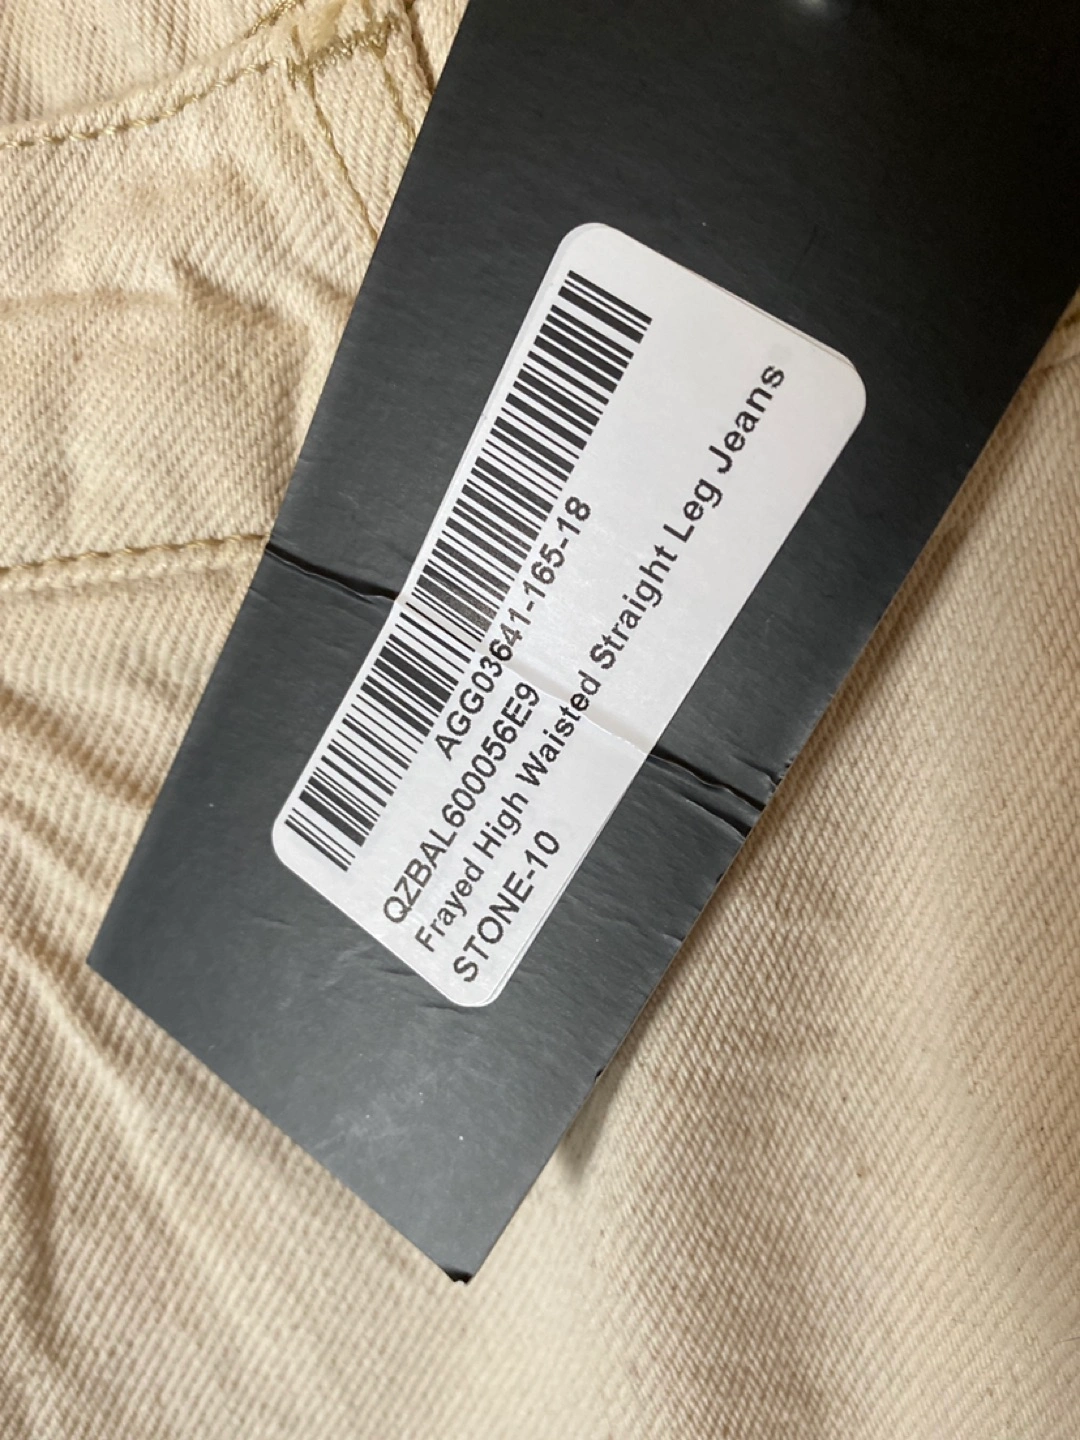 AGG03641-165-18
QZBAL600056E9
Frayed High Waisted Straight Leg Jeans
STONE-10